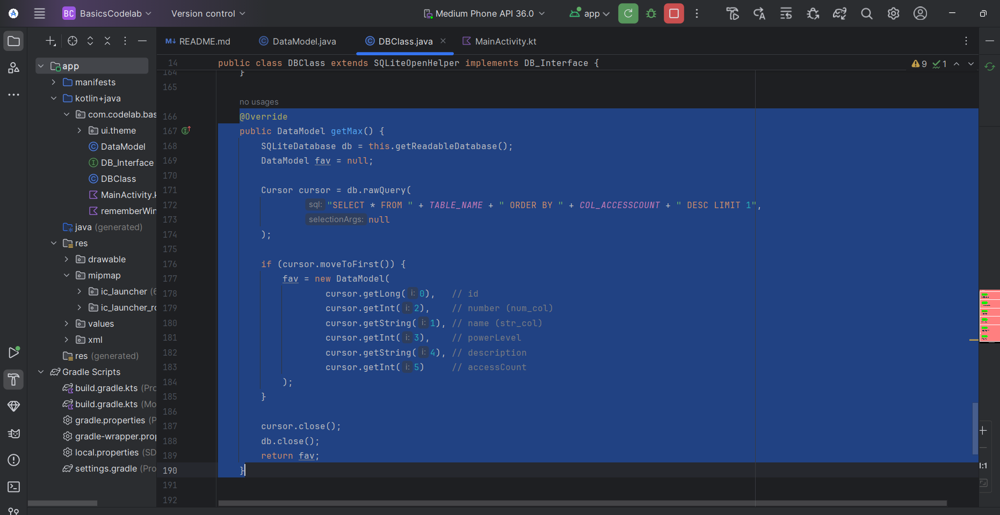 BC BasicsCodelab Version control Medium Phone API 36.0 app
README.md DataModel.java DBClass.java MainActivity.kt
app
manifests
kotlin+java
com.codelab.bas
ui.theme
DataModel
DB_Interface
DBClass
MainActivity.k
rememberWin
java (generated)
res
drawable
mipmap
ic_launcher (6
ic_launcher_ro
values
xml
res (generated)
Gradle Scripts
build.gradle.kts (Pro
build.gradle.kts (Mo
gradle.properties (P
gradle-wrapper.prop
local.properties (SD
settings.gradle (Pro
14 public class DBClass extends SQLiteOpenHelper implements DB_Interface {
9 1
164 }
165
no usages
166 @Override
167 public DataModel getMax() {
168 SQLiteDatabase db = this.getReadableDatabase();
169 DataModel fav = null;
170
171 Cursor cursor = db.rawQuery(
172 sql: "SELECT * FROM " + TABLE_NAME + " ORDER BY " + COL_ACCESSCOUNT + " DESC LIMIT 1",
173 selectionArgs: null
174 );
175
176 if (cursor.moveToFirst()) {
177 fav = new DataModel(
178 cursor.getLong( i: 0), // id
179 cursor.getInt( i: 2), // number (num_col)
180 cursor.getString( i: 1), // name (str_col)
181 cursor.getInt( i: 3), // powerLevel
182 cursor.getString( i: 4), // description
183 cursor.getInt( i: 5) // accessCount
184 );
185 }
186
187 cursor.close();
188 db.close();
189 return fav;
190 }
191
192
1:1